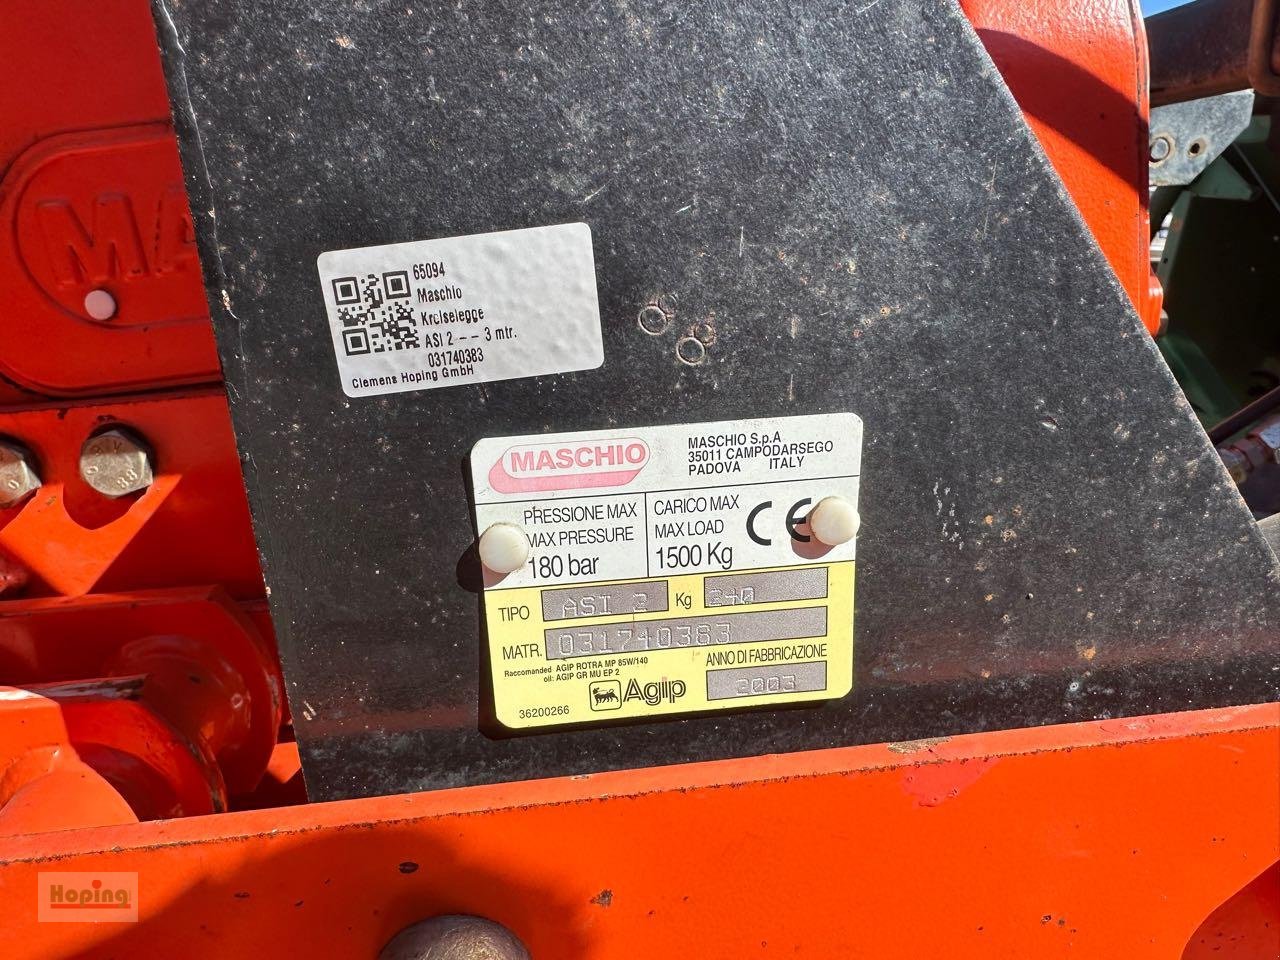 65094
Maschio
Kreiselegge
ASI 2 - - 3 mtr.
031740383
Clemens Hoping GmbH
MASCHIO
MASCHIO S.p.A
35011 CAMPODARSEGO
PADOVA ITALY
PRESSIONE MAX
MAX PRESSURE
180 bar
CARICO MAX
MAX LOAD
1500 Kg
CE
TIPO ASI 2 Kg 240
MATR. 031740383
Raccomanded oil: AGIP ROTRA MP 85W/140
AGIP GR MU EP 2
Agip
ANNO DI FABBRICAZIONE
2003
36200266
MA
Hoping